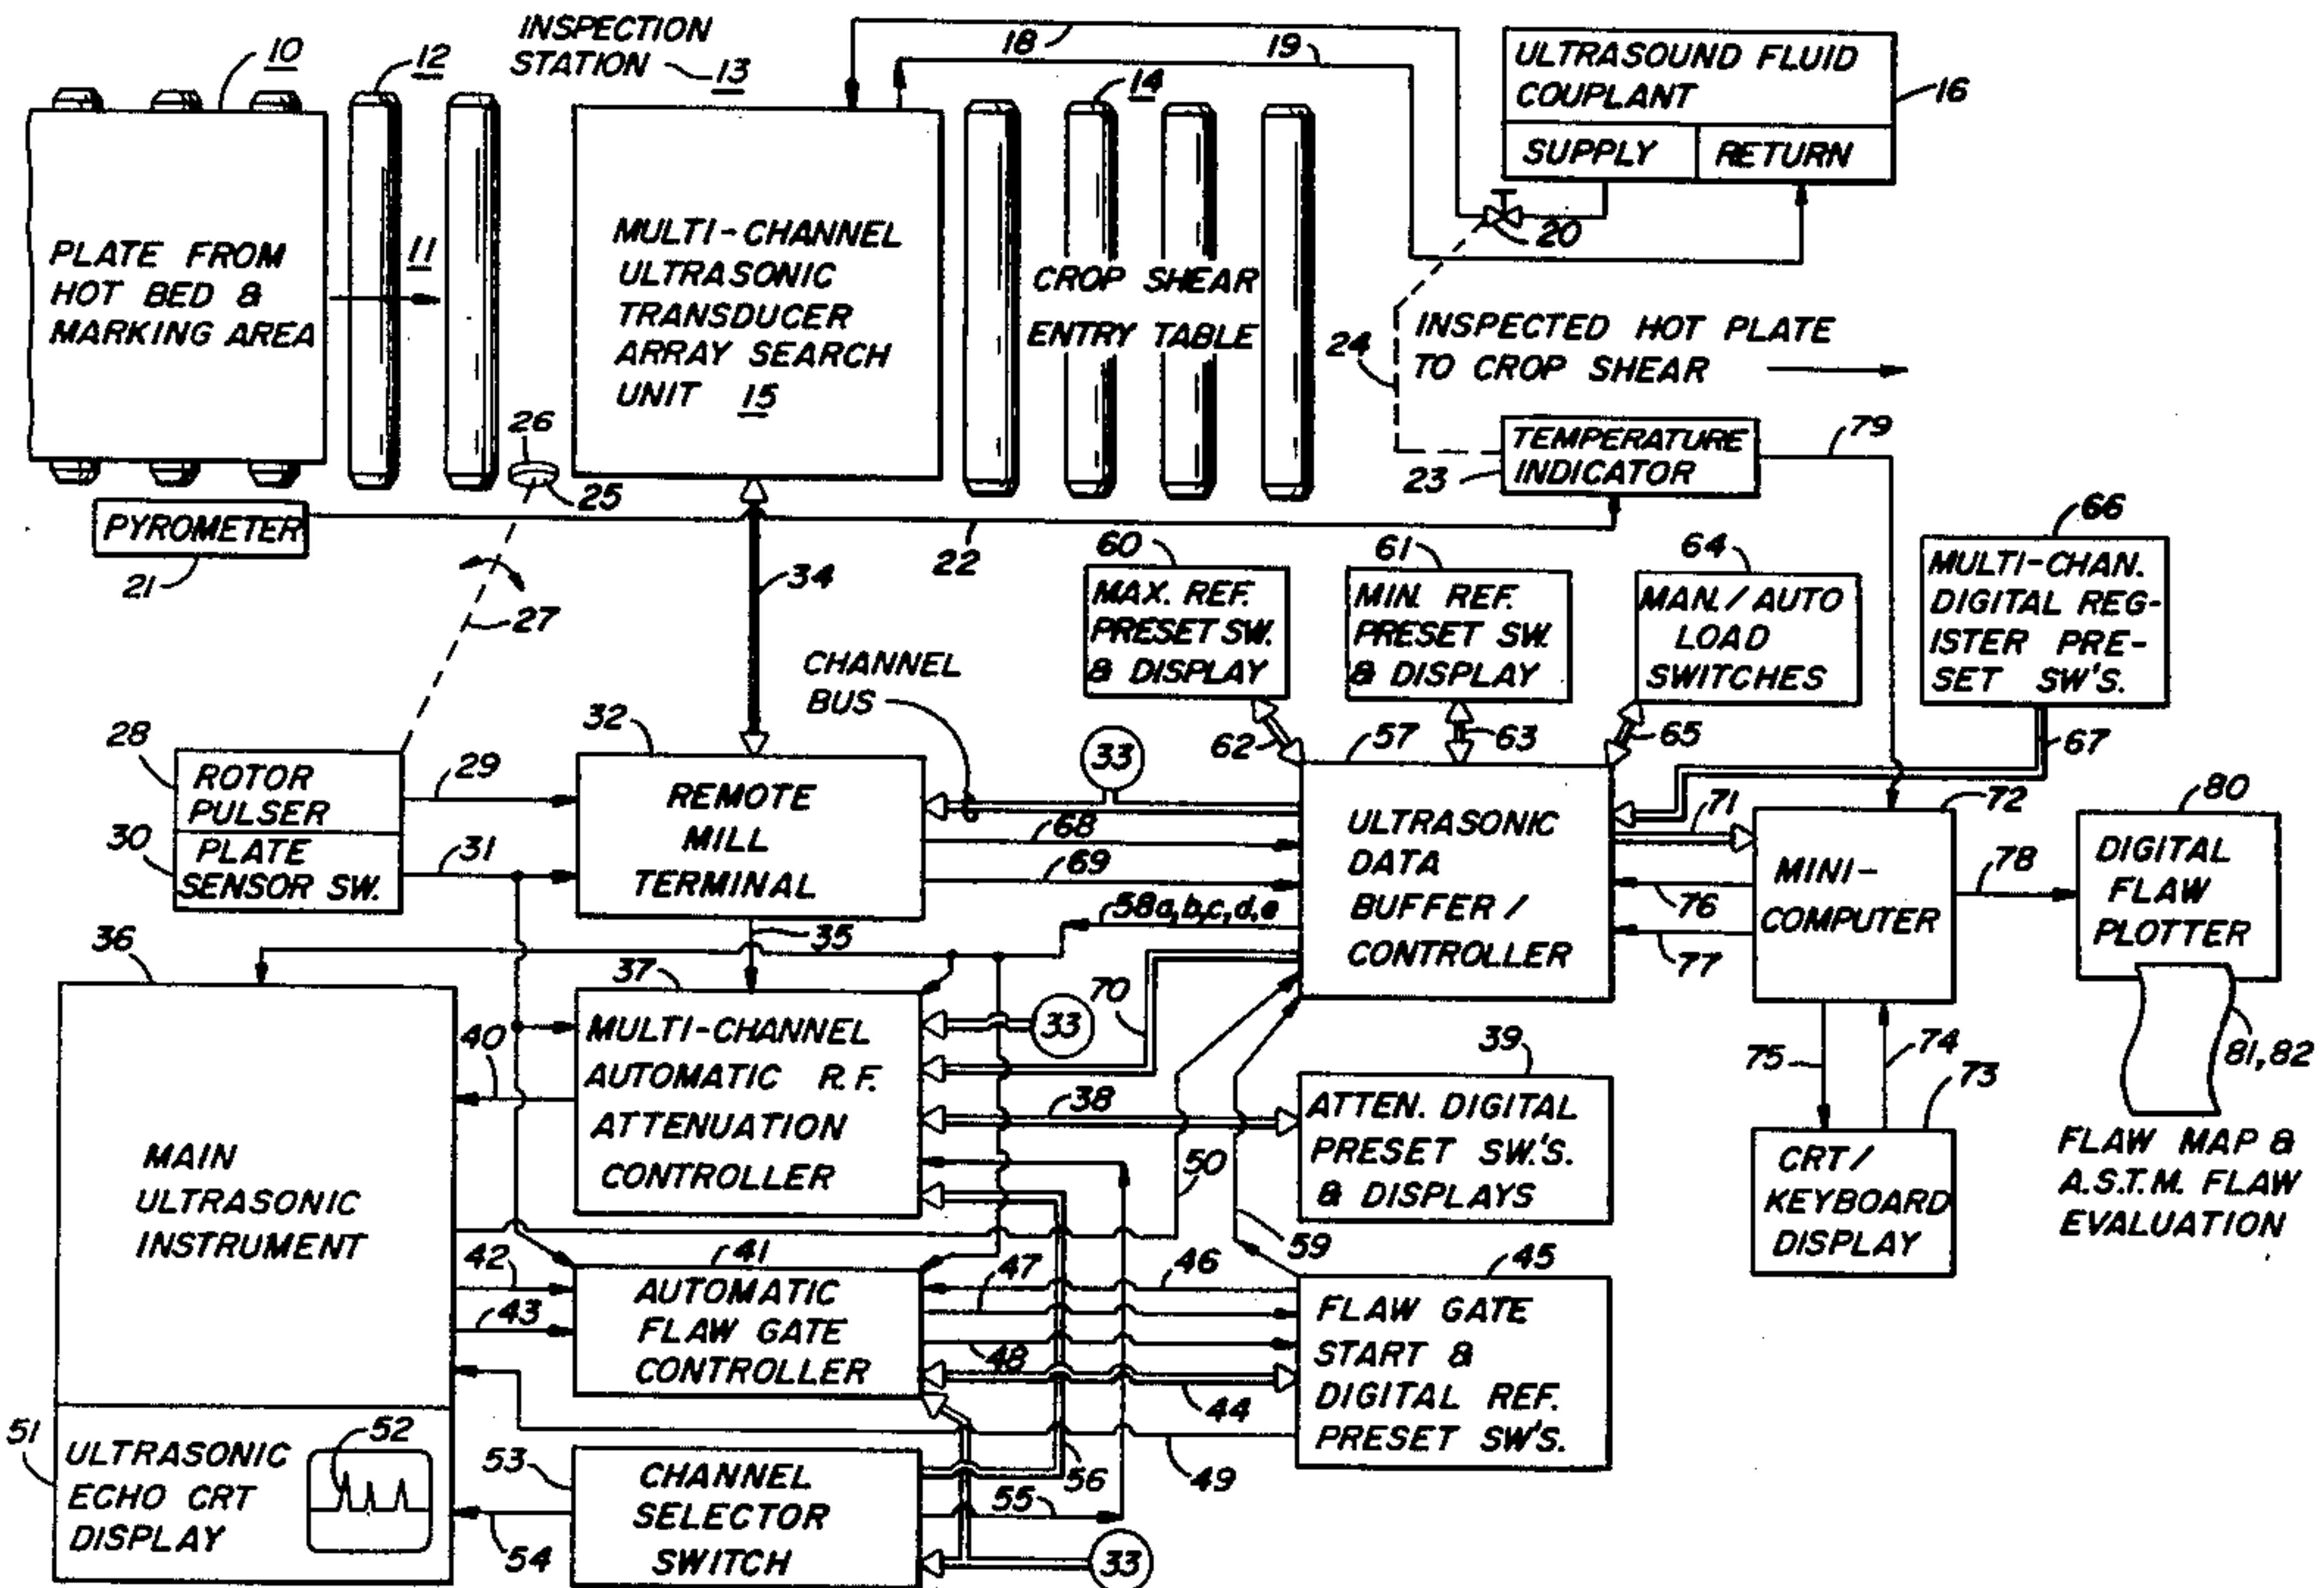 10
12
INSPECTION
STATION 13
14
18
19
ULTRASOUND FLUID
COUPLANT
SUPPLY
RETURN
16
20
PLATE FROM
HOT BED &
MARKING AREA
11
MULTI-CHANNEL
ULTRASONIC
TRANSDUCER
ARRAY SEARCH
UNIT 15
CROP SHEAR
ENTRY TABLE
24
INSPECTED HOT PLATE
TO CROP SHEAR
26
25
TEMPERATURE
INDICATOR
23
79
PYROMETER
21
22
27
34
60
MAX. REF.
PRESET SW.
& DISPLAY
61
MIN. REF.
PRESET SW.
& DISPLAY
64
MAN./AUTO
LOAD
SWITCHES
66
MULTI-CHAN.
DIGITAL REG-
ISTER PRE-
SET SW'S.
CHANNEL
BUS
62
63
65
67
28
ROTOR
PULSER
29
30
PLATE
SENSOR SW.
31
32
REMOTE
MILL
TERMINAL
33
68
69
58a,b,c,d,e
57
ULTRASONIC
DATA
BUFFER/
CONTROLLER
71
76
77
72
MINI-
COMPUTER
78
80
DIGITAL
FLAW
PLOTTER
81,82
FLAW MAP &
A.S.T.M. FLAW
EVALUATION
35
36
MAIN
ULTRASONIC
INSTRUMENT
37
MULTI-CHANNEL
AUTOMATIC R.F.
ATTENUATION
CONTROLLER
33
70
40
38
39
ATTEN. DIGITAL
PRESET SW.'S.
& DISPLAYS
75
74
73
CRT/
KEYBOARD
DISPLAY
50
59
42
43
41
AUTOMATIC
FLAW GATE
CONTROLLER
47
46
48
44
45
FLAW GATE
START &
DIGITAL REF.
PRESET SW'S.
49
51
ULTRASONIC
ECHO CRT
DISPLAY
52
53
CHANNEL
SELECTOR
SWITCH
54
55
56
33